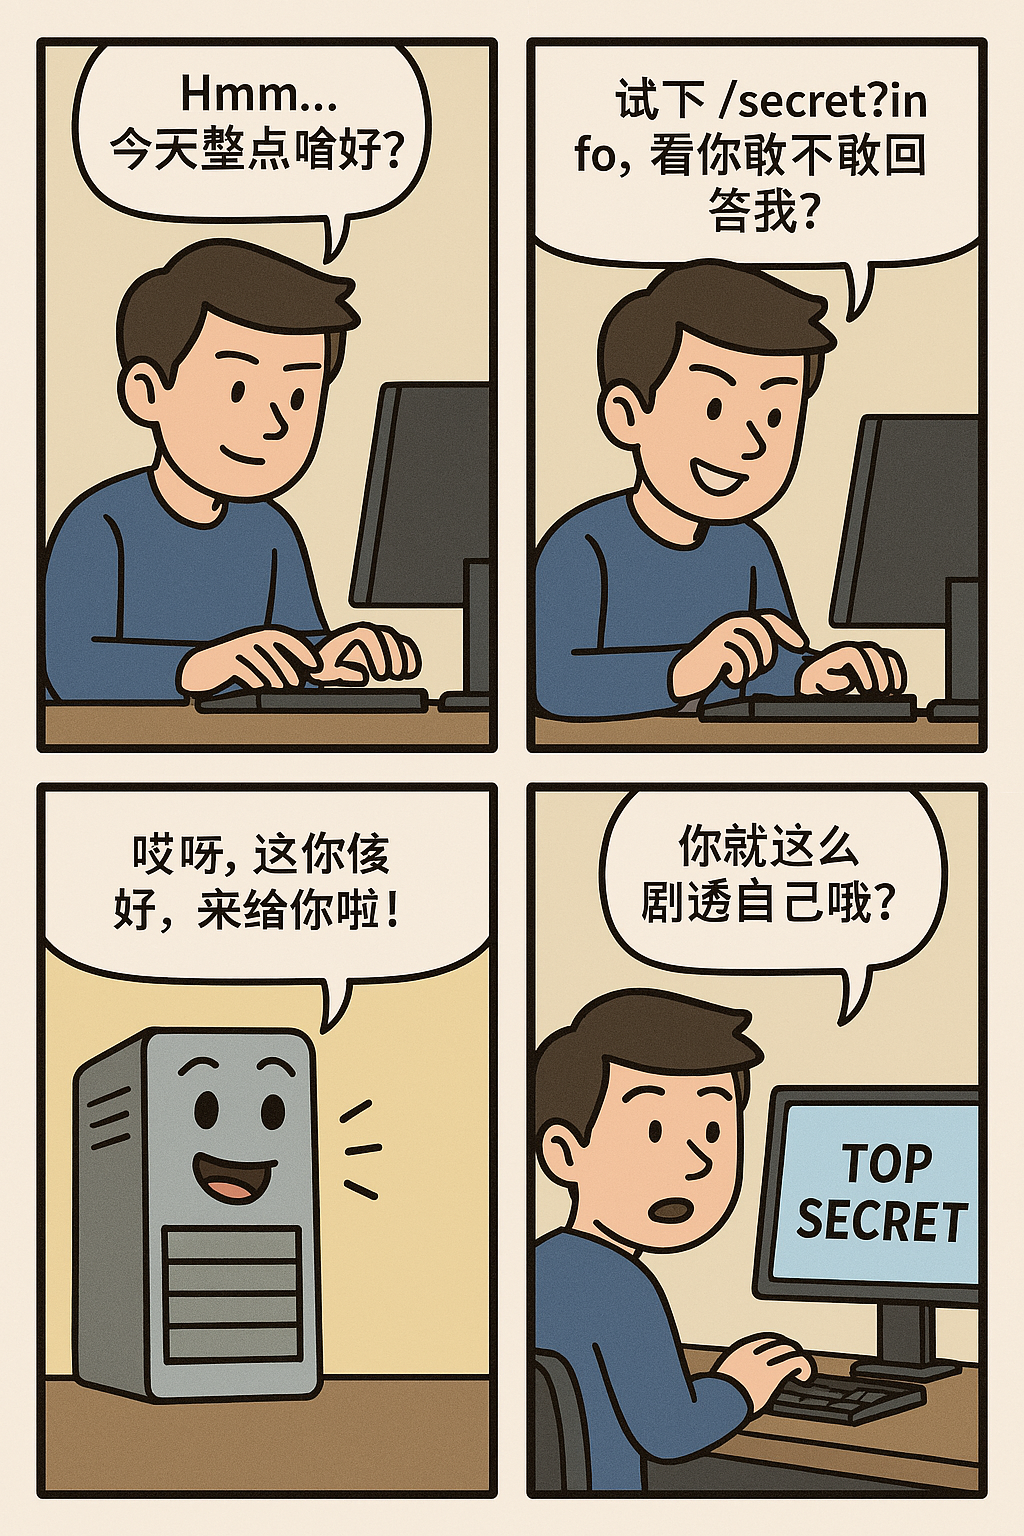 Hmm...
今天整点啥好?
试下 /secret?in
fo, 看你敢不敢回
答我?
哎呀, 这你侅
好, 来给你啦!
你就这么
剧透自己哦?
TOP
SECRET